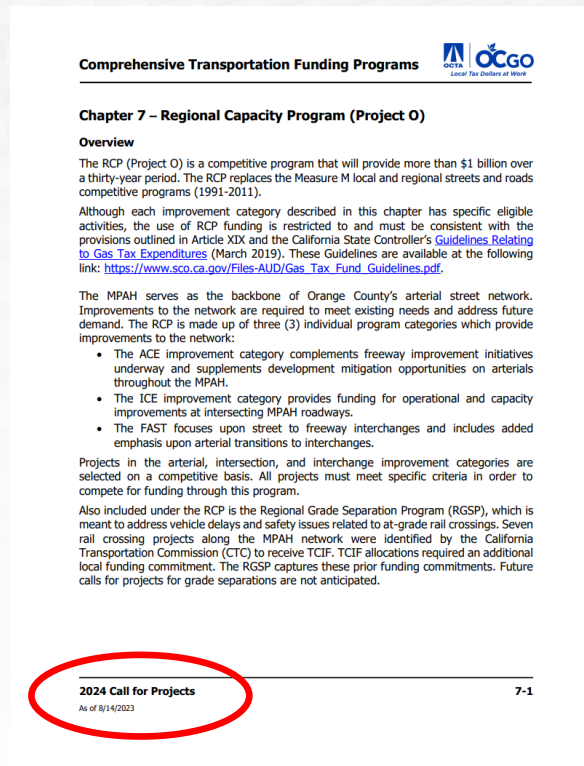 Comprehensive Transportation Funding Programs
OCTA
OCGO
Local Tax Dollars at Work
Chapter 7 – Regional Capacity Program (Project O)
Overview
The RCP (Project O) is a competitive program that will provide more than $1 billion over
a thirty-year period. The RCP replaces the Measure M local and regional streets and roads
competitive programs (1991-2011).
Although each improvement category described in this chapter has specific eligible
activities, the use of RCP funding is restricted to and must be consistent with the
provisions outlined in Article XIX and the California State Controller’s Guidelines Relating
to Gas Tax Expenditures (March 2019). These Guidelines are available at the following
link: https://www.sco.ca.gov/Files-AUD/Gas_Tax_Fund_Guidelines.pdf.
The MPAH serves as the backbone of Orange County’s arterial street network.
Improvements to the network are required to meet existing needs and address future
demand. The RCP is made up of three (3) individual program categories which provide
improvements to the network:
• The ACE improvement category complements freeway improvement initiatives
underway and supplements development mitigation opportunities on arterials
throughout the MPAH.
• The ICE improvement category provides funding for operational and capacity
improvements at intersecting MPAH roadways.
• The FAST focuses upon street to freeway interchanges and includes added
emphasis upon arterial transitions to interchanges.
Projects in the arterial, intersection, and interchange improvement categories are
selected on a competitive basis. All projects must meet specific criteria in order to
compete for funding through this program.
Also included under the RCP is the Regional Grade Separation Program (RGSP), which is
meant to address vehicle delays and safety issues related to at-grade rail crossings. Seven
rail crossing projects along the MPAH network were identified by the California
Transportation Commission (CTC) to receive TCIF. TCIF allocations required an additional
local funding commitment. The RGSP captures these prior funding commitments. Future
calls for projects for grade separations are not anticipated.
2024 Call for Projects
7-1
As of 8/14/2023